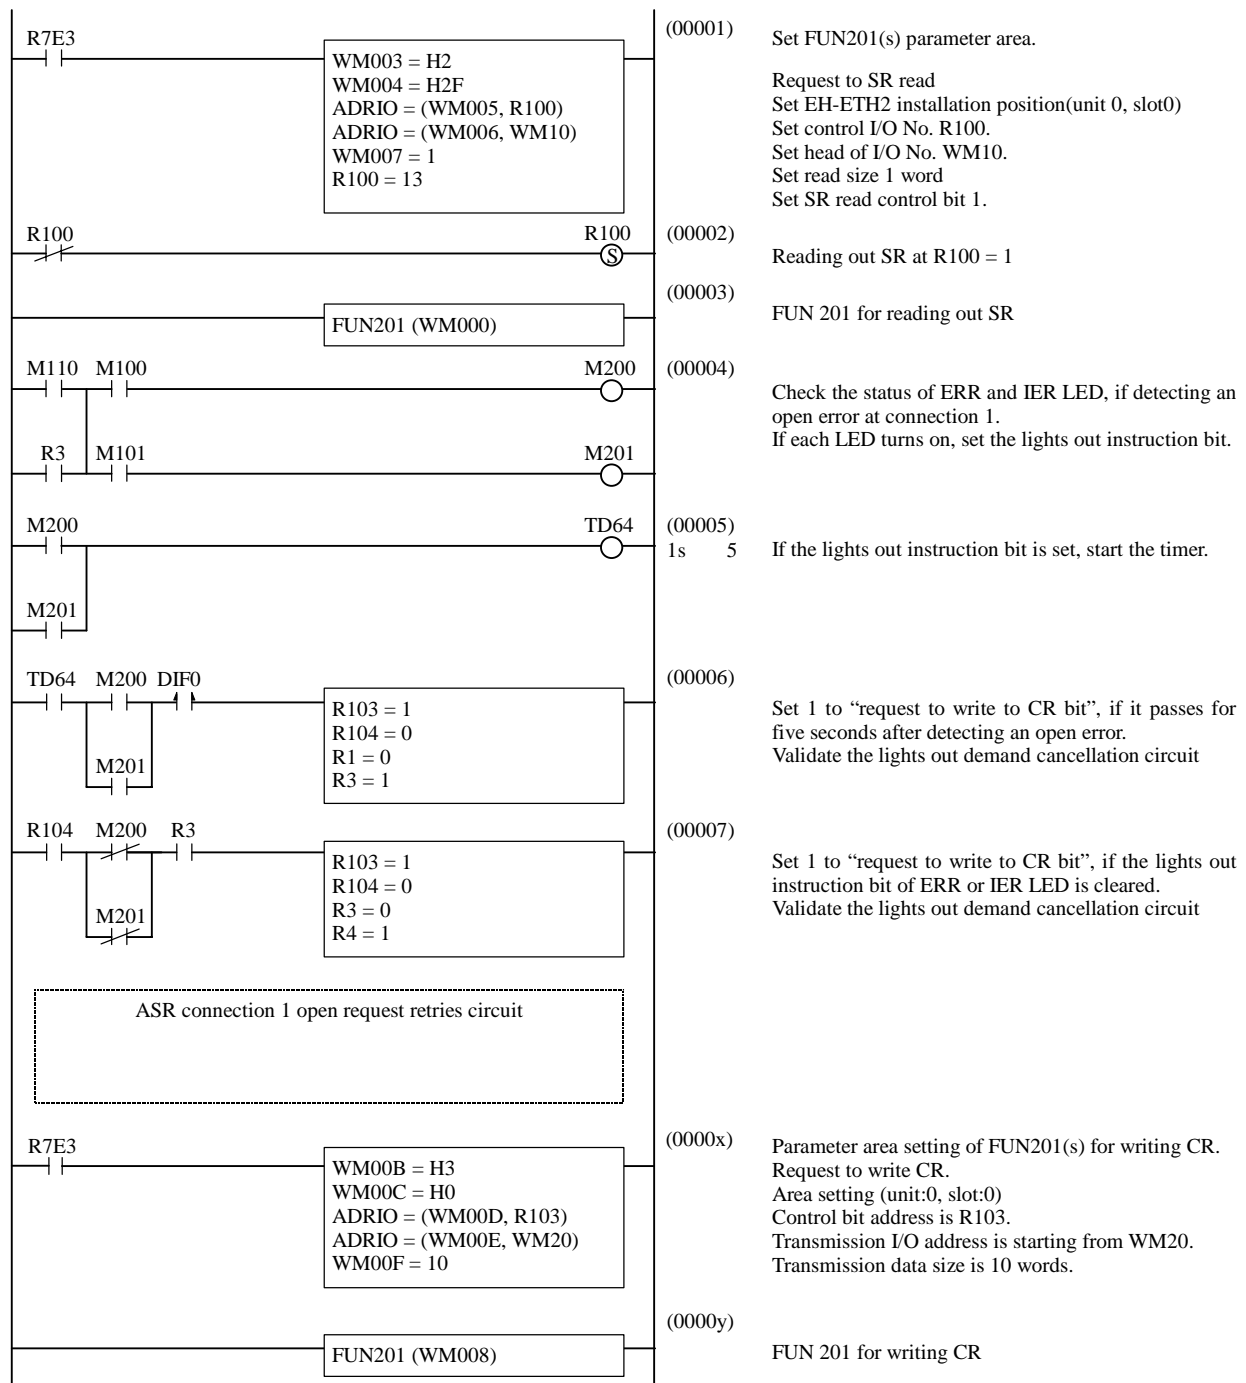 R7E3
(00001)
Set FUN201(s) parameter area.
WM003 = H2
WM004 = H2F
ADRIO = (WM005, R100)
ADRIO = (WM006, WM10)
WM007 = 1
R100 = 13
Request to SR read
Set EH-ETH2 installation position(unit 0, slot0)
Set control I/O No. R100.
Set head of I/O No. WM10.
Set read size 1 word
Set SR read control bit 1.
R100
R100
S
(00002)
Reading out SR at R100 = 1
(00003)
FUN201 (WM000)
FUN 201 for reading out SR
M110 M100
M200
(00004)
Check the status of ERR and IER LED, if detecting an
open error at connection 1.
If each LED turns on, set the lights out instruction bit.
R3 M101
M201
M200
TD64
(00005)
1s 5
If the lights out instruction bit is set, start the timer.
M201
TD64 M200 DIF0
(00006)
R103 = 1
R104 = 0
R1 = 0
R3 = 1
M201
Set 1 to “request to write to CR bit”, if it passes for
five seconds after detecting an open error.
Validate the lights out demand cancellation circuit
R104 M200 R3
(00007)
R103 = 1
R104 = 0
R3 = 0
R4 = 1
M201
Set 1 to “request to write to CR bit”, if the lights out
instruction bit of ERR or IER LED is cleared.
Validate the lights out demand cancellation circuit
ASR connection 1 open request retries circuit
R7E3
(0000x)
WM00B = H3
WM00C = H0
ADRIO = (WM00D, R103)
ADRIO = (WM00E, WM20)
WM00F = 10
Parameter area setting of FUN201(s) for writing CR.
Request to write CR.
Area setting (unit:0, slot:0)
Control bit address is R103.
Transmission I/O address is starting from WM20.
Transmission data size is 10 words.
(0000y)
FUN201 (WM008)
FUN 201 for writing CR